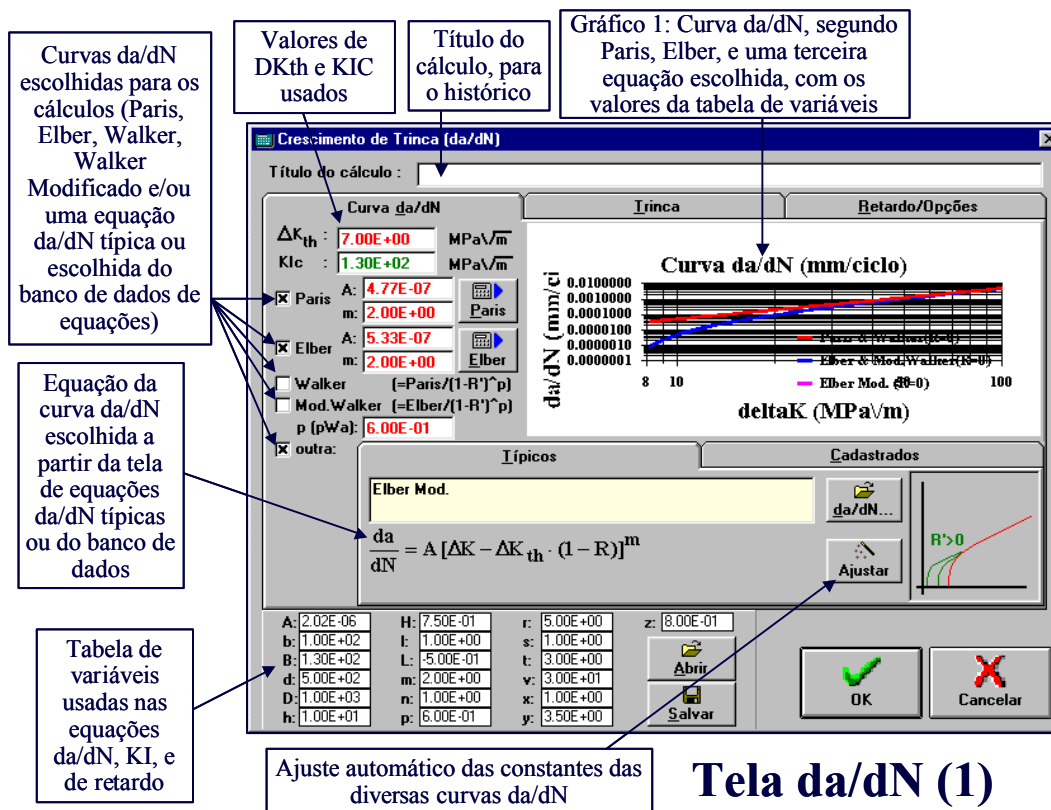 Curvas da/dN
escolhidas para os
cálculos (Paris,
Elber, Walker,
Walker
Modificado e/ou
uma equação
da/dN típica ou
escolhida do
banco de dados de
equações)
Valores de
DKth e KIC
usados
Título do
cálculo, para
o histórico
Gráfico 1: Curva da/dN, segundo
Paris, Elber, e uma terceira
equação escolhida, com os
valores da tabela de variáveis
Crescimento de Trinca (da/dN)
Título do cálculo :
Curva da/dN
Trinca
Retardo/Opções
ΔKth : 7.00E+00 MPa√m
KIc : 1.30E+02 MPa√m
Paris A: 4.77E-07
m: 2.00E+00
Paris
Elber A: 5.33E-07
m: 2.00E+00
Elber
Walker (=Paris/(1-R')^p)
Mod.Walker (=Elber/(1-R')^p)
p (pWa): 6.00E-01
outra:
Curva da/dN (mm/ciclo)
da/dN (mm/ci
0.0100000
0.0010000
0.0001000
0.0000100
0.0000010
0.0000001
Paris & Walker(R=0)
Elber & Mod.Walker(R=0)
Elber Mod. (R=0)
8 10 100
deltaK (MPa√m)
Típicos
Cadastrados
Elber Mod.
da/dN...
da/dN = A [ΔK − ΔKth · (1 − R)]^m
Ajustar
R'>0
Equação da
curva da/dN
escolhida a
partir da tela
de equações
da/dN típicas
ou do banco de
dados
A: 2.02E-06 H: 7.50E-01 r: 5.00E+00 z: 8.00E-01
b: 1.00E+02 l: 1.00E+00 s: 1.00E+00
B: 1.30E+02 L: -5.00E-01 t: 3.00E+00
d: 5.00E+02 m: 2.00E+00 v: 3.00E+01
D: 1.00E+03 n: 1.00E+00 x: 1.00E+00
h: 1.00E+01 p: 6.00E-01 y: 3.50E+00
Abrir
Salvar
OK
Cancelar
Tabela de
variáveis
usadas nas
equações
da/dN, KI, e
de retardo
Ajuste automático das constantes das
diversas curvas da/dN
Tela da/dN (1)